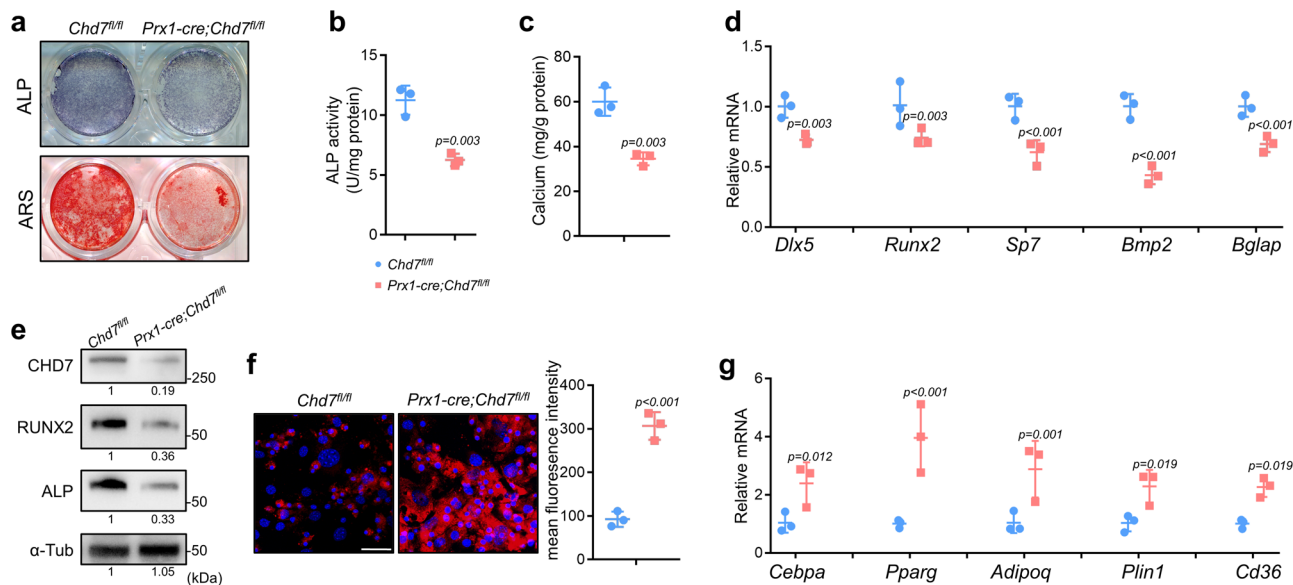 a
Chd7fl/fl
Prx1-cre;Chd7fl/fl
ALP
ARS
b
ALP activity
(U/mg protein)
15
10
5
0
p=0.003
c
Calcium (mg/g protein)
80
60
40
20
0
p=0.003
Chd7fl/fl
Prx1-cre;Chd7fl/fl
d
Relative mRNA
1.5
1.0
0.5
0.0
p=0.003
p=0.003
p<0.001
p<0.001
p<0.001
Dlx5
Runx2
Sp7
Bmp2
Bglap
e
Chd7fl/fl
Prx1-cre;Chd7fl/fl
CHD7
-250
1 0.19
RUNX2
-50
1 0.36
ALP
-50
1 0.33
α-Tub
-50
1 1.05
(kDa)
f
Chd7fl/fl
Prx1-cre;Chd7fl/fl
mean fluoresence intensity
400
300
200
100
0
p<0.001
g
Relative mRNA
6
4
2
0
p=0.012
p<0.001
p=0.001
p=0.019
p=0.019
Cebpa
Pparg
Adipoq
Plin1
Cd36